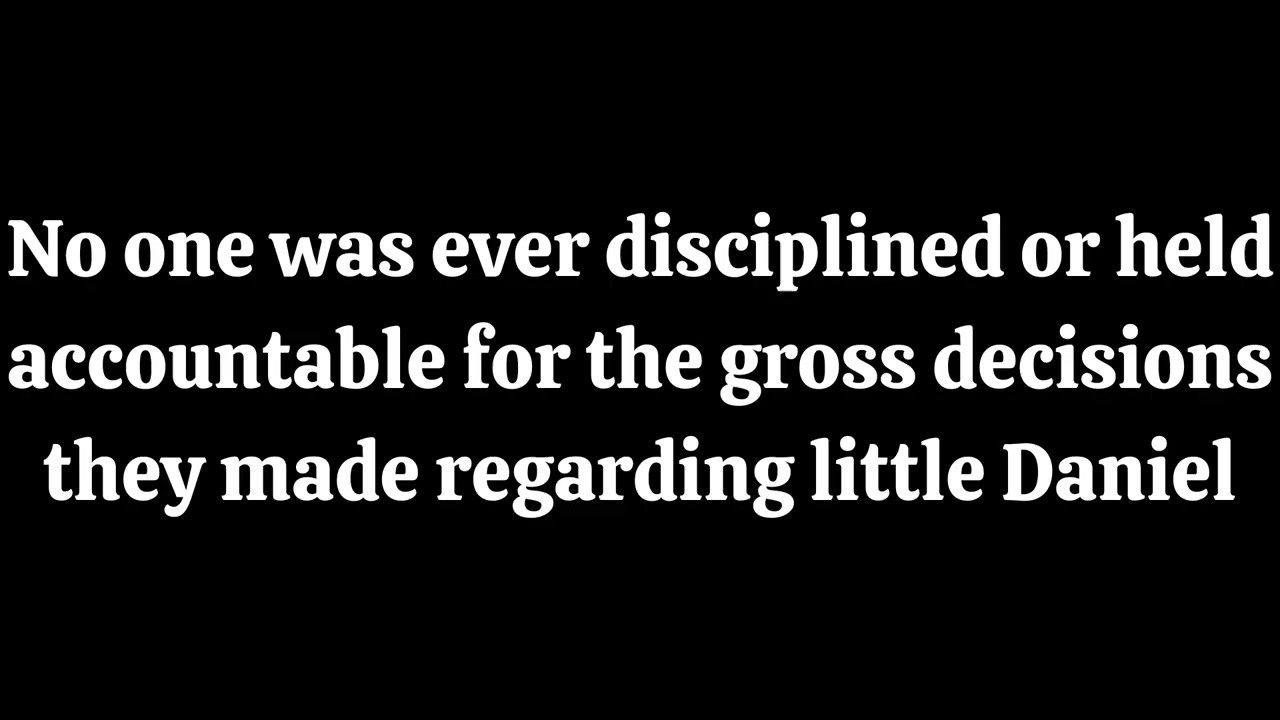 No one was ever disciplined or held
accountable for the gross decisions
they made regarding little Daniel